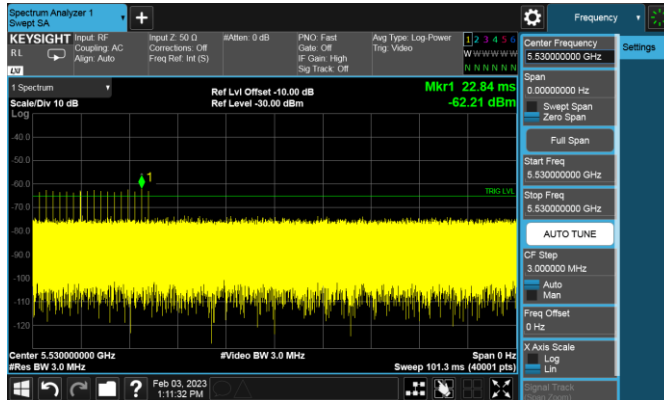 Spectrum Analyzer 1
Swept SA
+
Frequency
KEYSIGHT
RL
LNI
Input: RF
Coupling: AC
Align: Auto
Input Z: 50 Ω
Corrections: Off
Freq Ref: Int (S)
#Atten: 0 dB
PNO: Fast
Gate: Off
IF Gain: High
Sig Track: Off
Avg Type: Log-Power
Trig: Video
1 2 3 4 5 6
W W W W W W
N N N N N N
1 Spectrum
Scale/Div 10 dB
Log
Ref Lvl Offset -10.00 dB
Ref Level -30.00 dBm
Mkr1 22.84 ms
-62.21 dBm
-40.0
-50.0
-60.0
-70.0
-80.0
-90.0
-100
-110
-120
1
TRIG LVL
Center 5.530000000 GHz
#Res BW 3.0 MHz
#Video BW 3.0 MHz
Span 0 Hz
Sweep 101.3 ms (40001 pts)
Feb 03, 2023
1:11:32 PM
Center Frequency
5.530000000 GHz
Settings
Span
0.00000000 Hz
Swept Span
Zero Span
Full Span
Start Freq
5.530000000 GHz
Stop Freq
5.530000000 GHz
AUTO TUNE
CF Step
3.000000 MHz
Auto
Man
Freq Offset
0 Hz
X Axis Scale
Log
Lin
Signal Track
(Span Zoom)